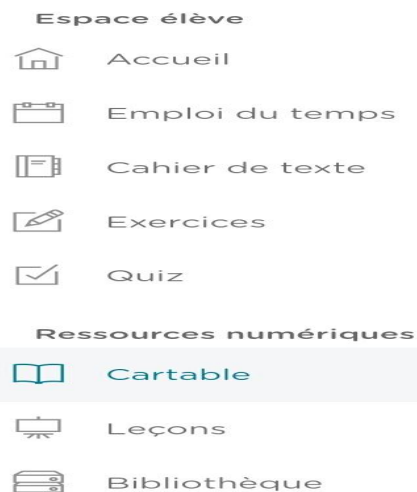 Espace élève
Accueil
Emploi du temps
Cahier de texte
Exercices
Quiz
Ressources numériques
Cartable
Leçons
Bibliothèque